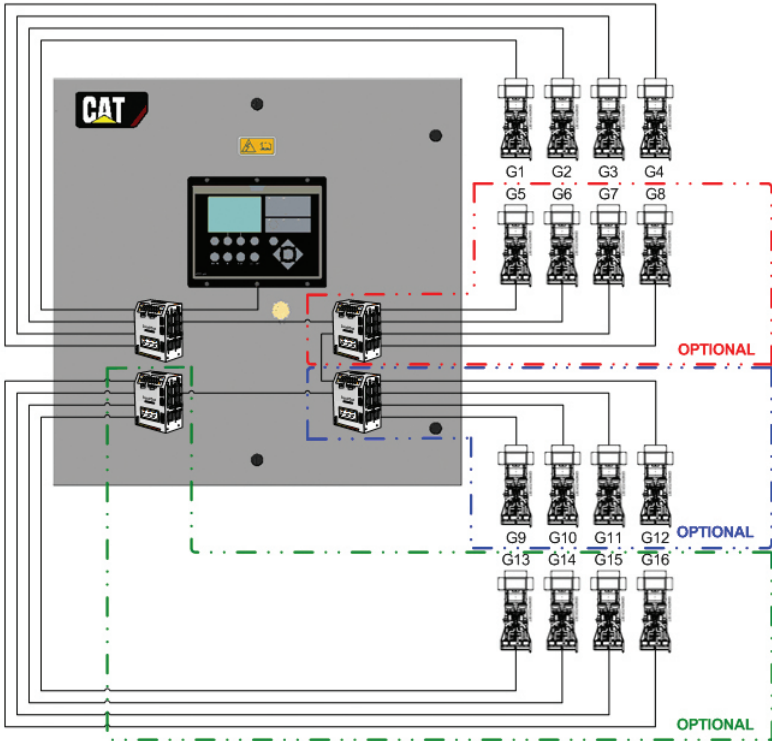 CAT
G1 G2 G3 G4
G5 G6 G7 G8
OPTIONAL
G9 G10 G11 G12
OPTIONAL
G13 G14 G15 G16
OPTIONAL